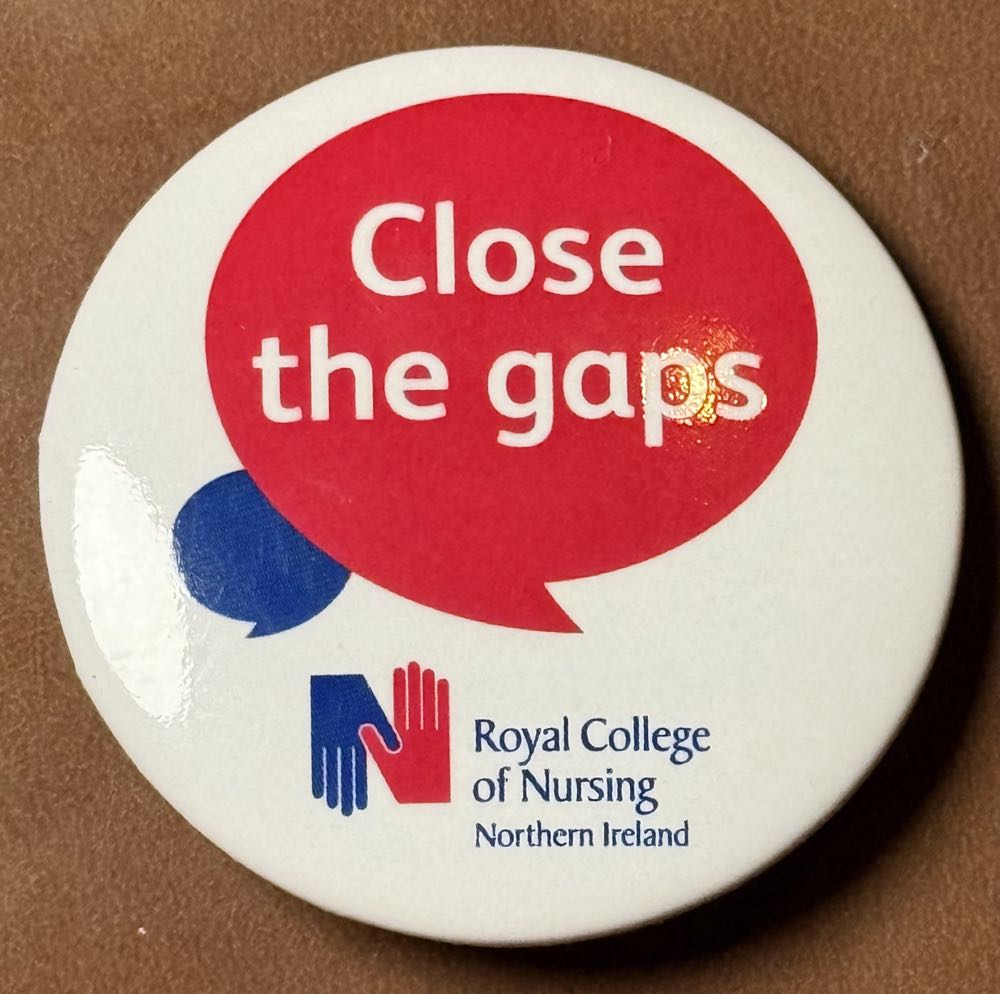 Close
the gaps
Royal College
of Nursing
Northern Ireland